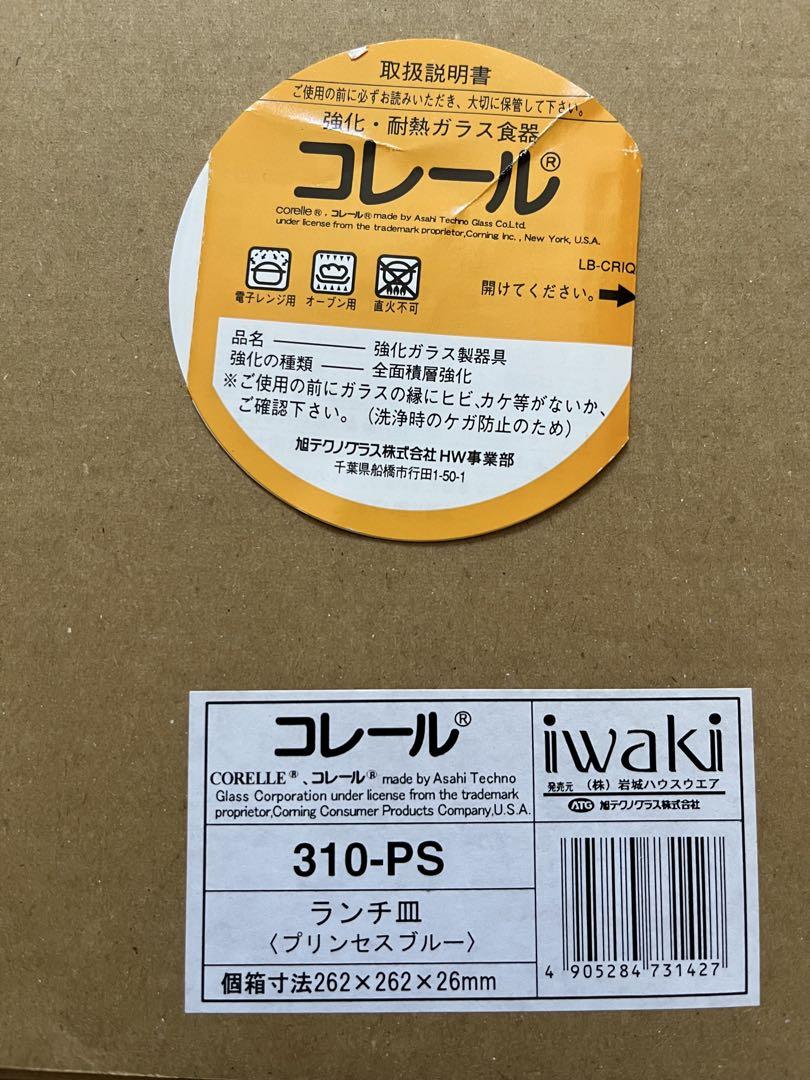 取扱説明書
ご使用の前に必ずお読みいただき、大切に保管して下さい。
強化・耐熱ガラス食器
コレール®
corelle®, コレール® made by Asahi Techno Glass Co.Ltd.
under license from the trademark proprietor,Corning Inc., New York, U.S.A.
LB-CRIQ
開けてください。➡
電子レンジ用 オーブン用 直火不可
品名 ――― 強化ガラス製器具
強化の種類 ―― 全面積層強化
※ご使用の前にガラスの縁にヒビ、カケ等がないか、
ご確認下さい。(洗浄時のケガ防止のため)
旭テクノグラス株式会社 HW事業部
千葉県船橋市行田1-50-1
コレール®
CORELLE®、コレール® made by Asahi Techno
Glass Corporation under license from the trademark
proprietor,Corning Consumer Products Company,U.S.A.
iwaki
発売元 (株)岩城ハウスウエア
ATG 旭テクノグラス株式会社
310-PS
ランチ皿
〈プリンセスブルー〉
個箱寸法262×262×26mm
4 905284 731427